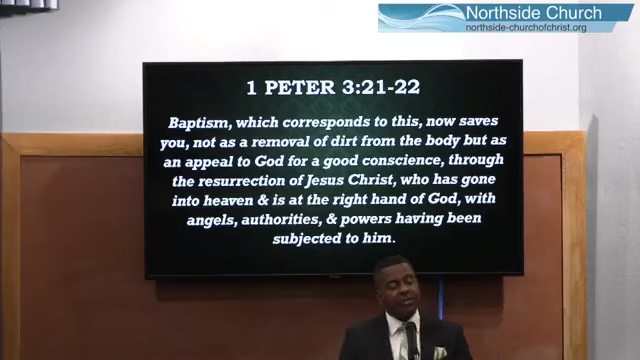 Northside Church
northside-churchofchrist.org
1 PETER 3:21-22
Baptism, which corresponds to this, now saves
you, not as a removal of dirt from the body but as
an appeal to God for a good conscience, through
the resurrection of Jesus Christ, who has gone
into heaven & is at the right hand of God, with
angels, authorities, & powers having been
subjected to him.